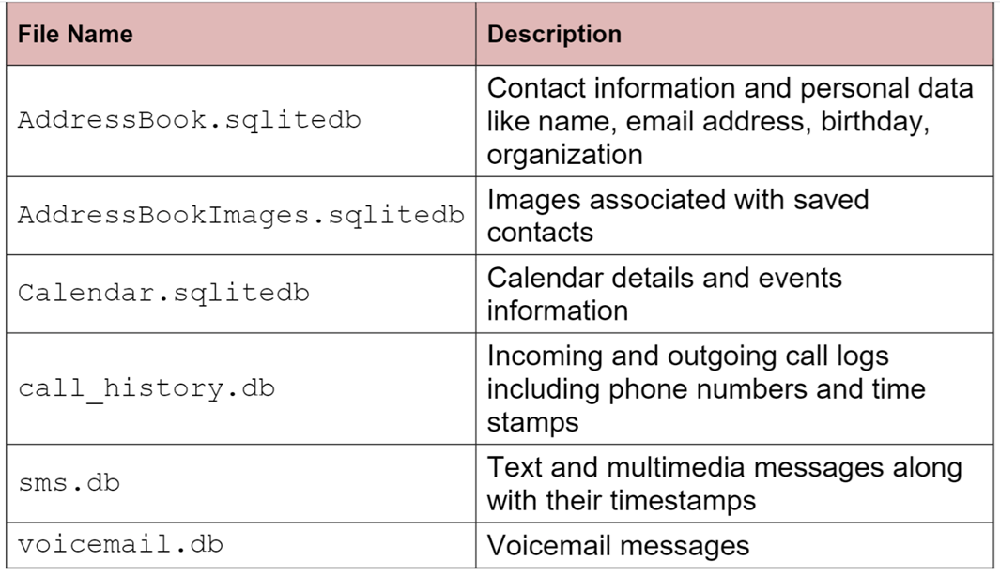 File Name
Description
AddressBook.sqlitedb
Contact information and personal data
like name, email address, birthday,
organization
AddressBookImages.sqlitedb
Images associated with saved
contacts
Calendar.sqlitedb
Calendar details and events
information
call_history.db
Incoming and outgoing call logs
including phone numbers and time
stamps
sms.db
Text and multimedia messages along
with their timestamps
voicemail.db
Voicemail messages